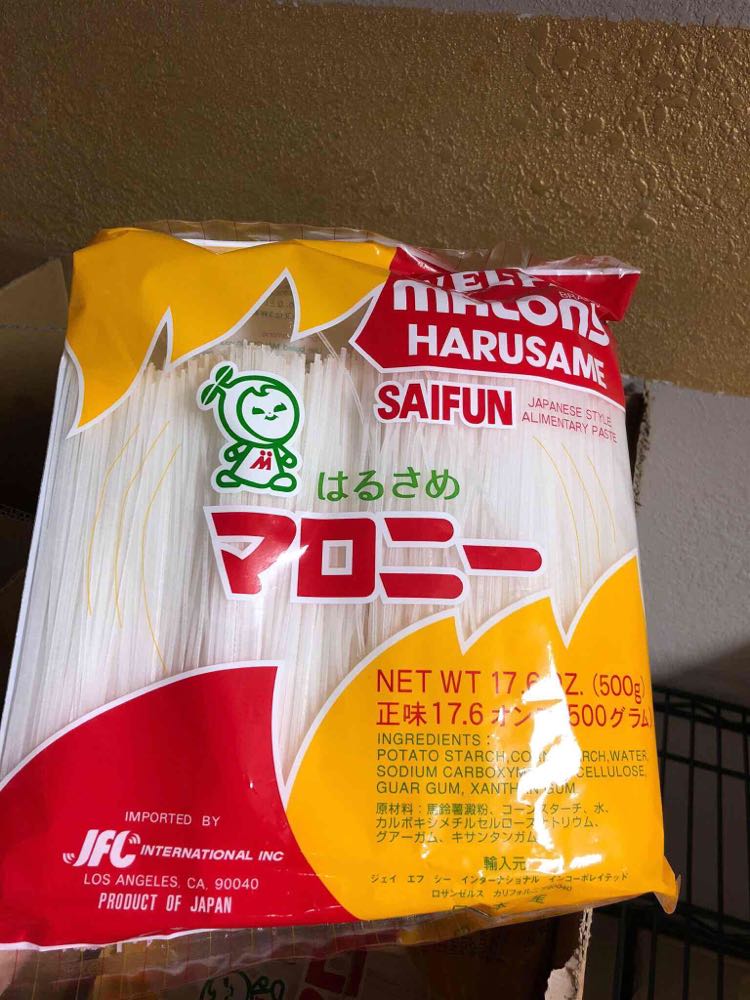 BRAND
MALONY
HARUSAME
SAIFUN
JAPANESE STYLE
ALIMENTARY PASTE
M
はるさめ
マロニー
NET WT 17.6 OZ. (500g)
正味17.6 オンス(500グラム)
INGREDIENTS :
POTATO STARCH, CORN STARCH, WATER,
SODIUM CARBOXYMETHYL CELLULOSE,
GUAR GUM, XANTHAN GUM
原材料:馬鈴薯澱粉、コーンスターチ、水、
カルボキシメチルセルロースナトリウム、
グアーガム、キサンタンガム
輸入元
ジェイ エフ シー インターナショナル インコーポレイテッド
ロサンゼルス カリフォルニア 90040
IMPORTED BY
JFC INTERNATIONAL INC
LOS ANGELES, CA, 90040
PRODUCT OF JAPAN